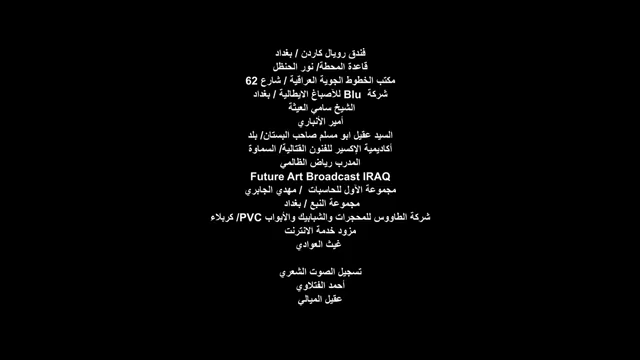 فندق رويال كاردن / بغداد
قاعدة المحطة/ نور الحنظل
مكتب الخطوط الجوية العراقية / شارع 62
شركة Blu للأصباغ الايطالية / بغداد
الشيخ سامي العيثة
أمير الأنباري
السيد عقيل ابو مسلم صاحب البستان/ بلد
أكاديمية الإكسير للفنون القتالية/ السماوة
المدرب رياض الظالمي
Future Art Broadcast IRAQ
مجموعة الأول للحاسبات / مهدي الجابري
مجموعة النبع / بغداد
شركة الطاووس للمحجرات والشبابيك والأبواب PVC/ كربلاء
مزود خدمة الانترنت
غيث العوادي
تسجيل الصوت الشعري
أحمد الفتلاوي
عقيل الميالي